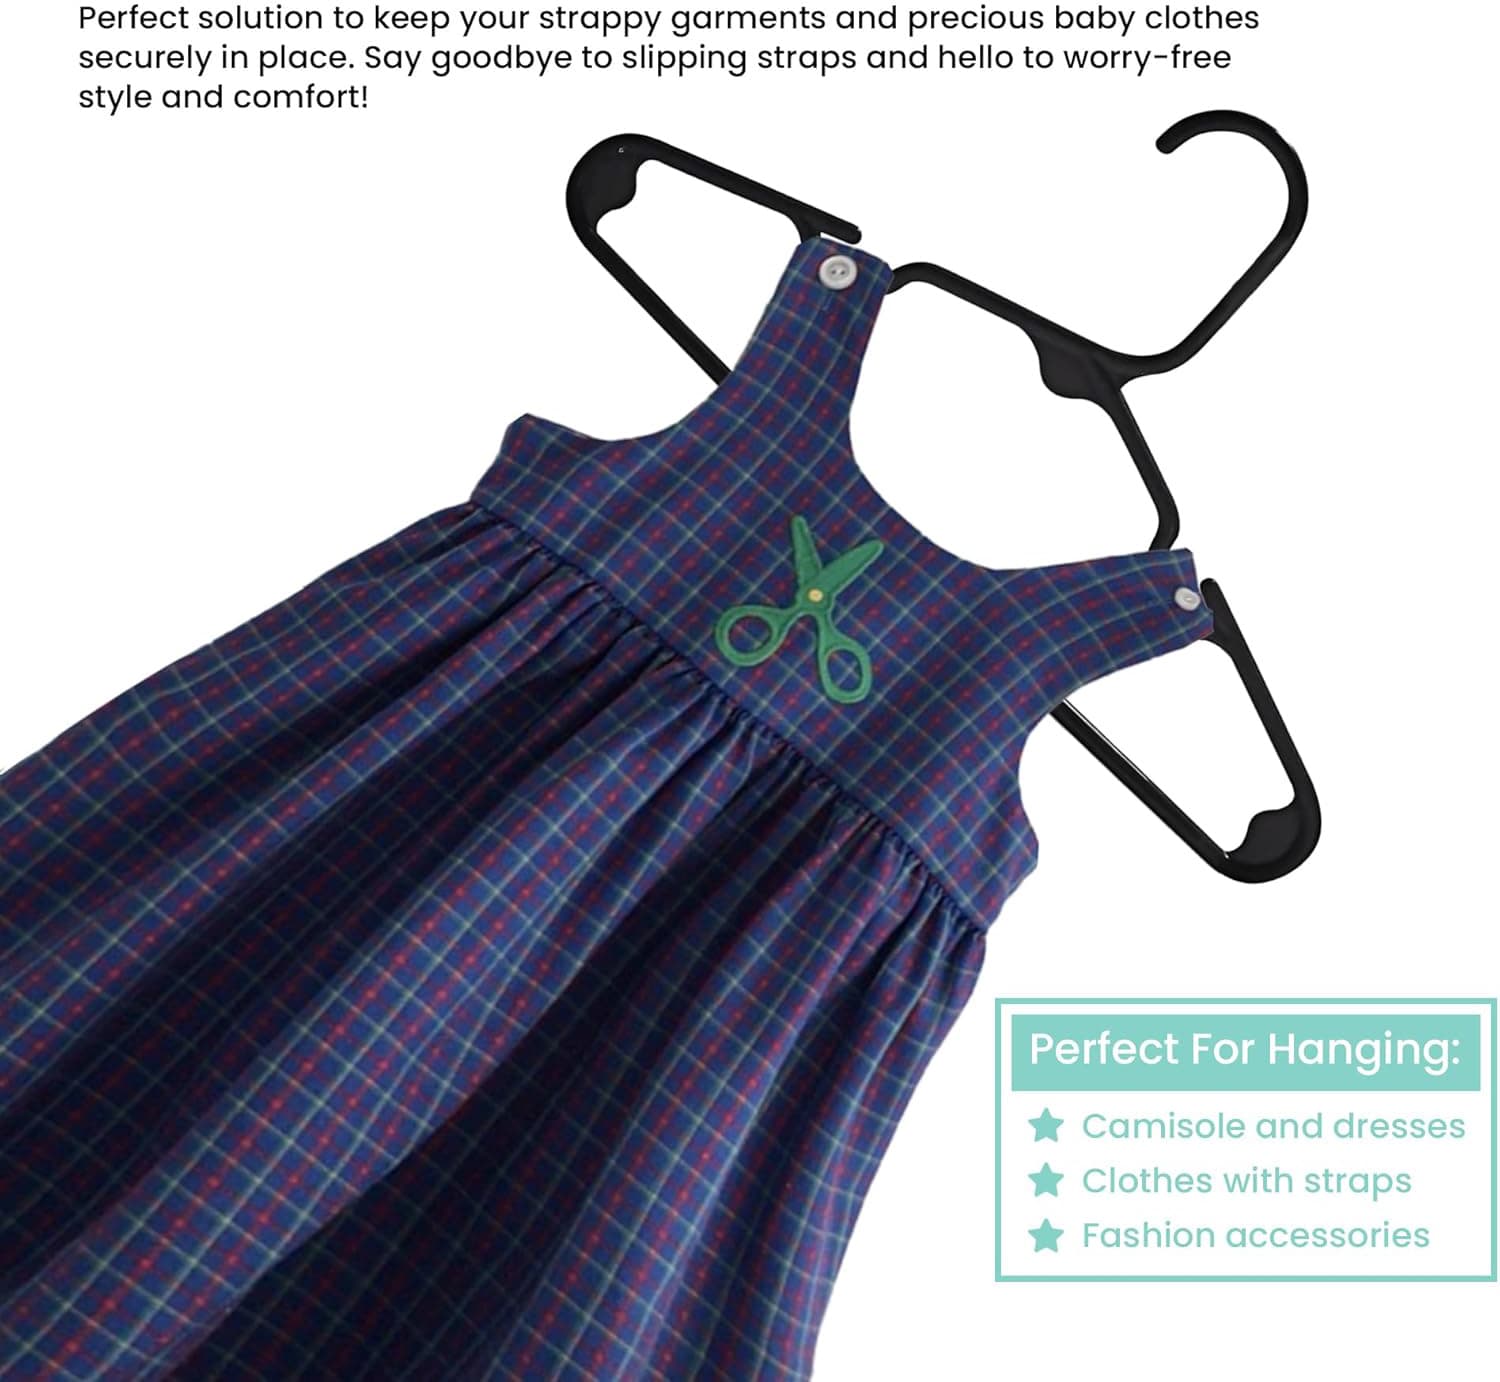 Perfect solution to keep your strappy garments and precious baby clothes
securely in place. Say goodbye to slipping straps and hello to worry-free
style and comfort!
Perfect For Hanging:
Camisole and dresses
Clothes with straps
Fashion accessories